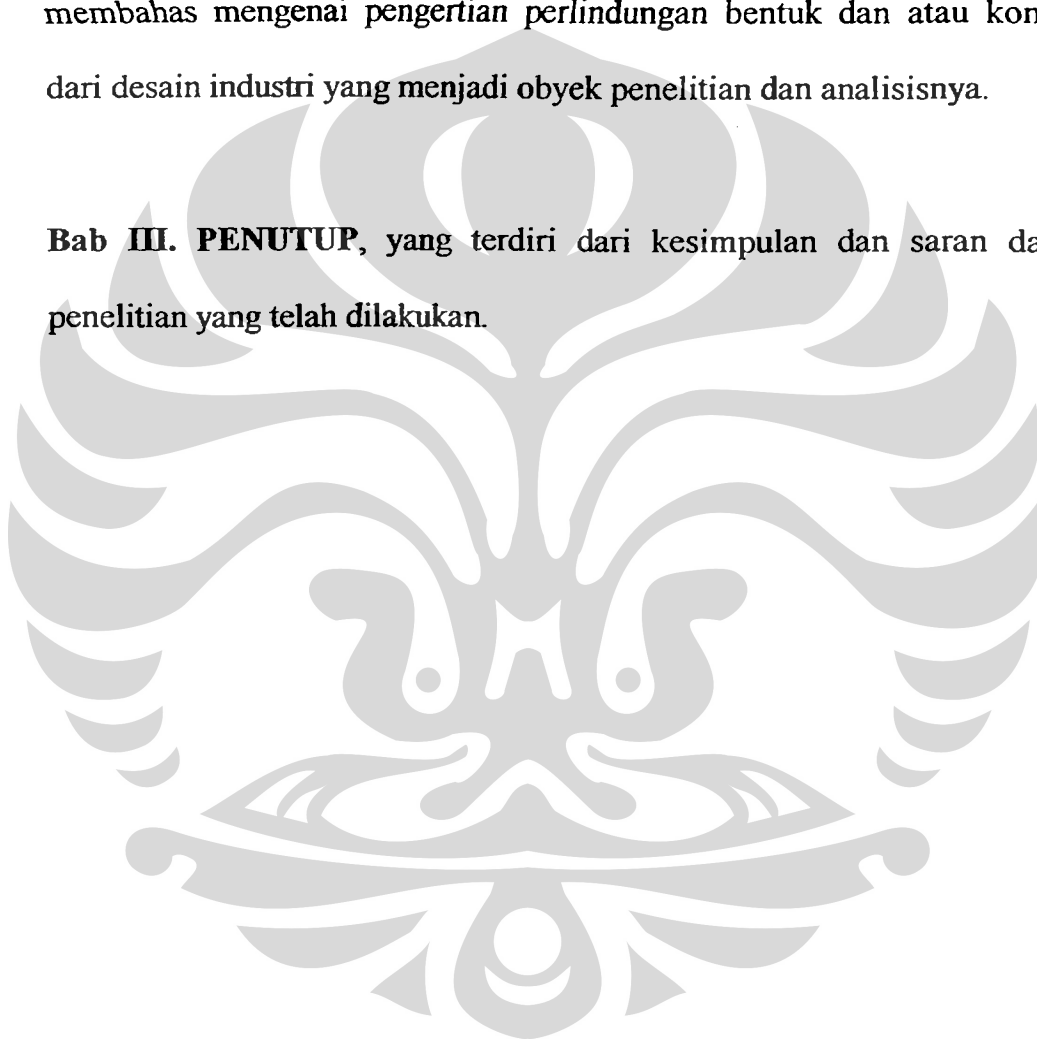 membahas mengenai pengertian perlindungan bentuk dan atau kon
dari desain industri yang menjadi obyek penelitian dan analisisnya.
Bab III. PENUTUP, yang terdiri dari kesimpulan dan saran da
penelitian yang telah dilakukan.